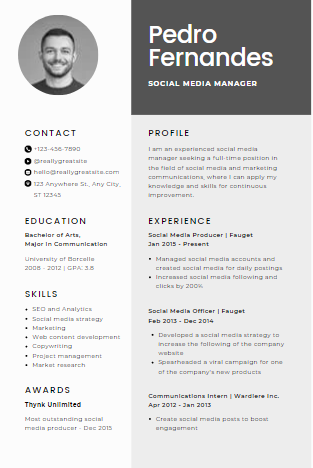 Pedro
Fernandes
SOCIAL MEDIA MANAGER
CONTACT
+123-456-7890
@reallygreatsite
hello@reallygreatsite.com
123 Anywhere St., Any City,
ST 12345
EDUCATION
Bachelor of Arts,
Major in Communication
University of Borcelle
2008 - 2012 | GPA: 3.8
SKILLS
• SEO and Analytics
• Social media strategy
• Marketing
• Web content development
• Copywriting
• Project management
• Market research
AWARDS
Thynk Unlimited
Most outstanding social
media producer - Dec 2015
PROFILE
I am an experienced social media
manager seeking a full-time position in
the field of social media and marketing
communications, where I can apply my
knowledge and skills for continuous
improvement.
EXPERIENCE
Social Media Producer | Fauget
Jan 2015 - Present
• Managed social media accounts and
created social media for daily postings
• Increased social media following and
clicks by 200%
Social Media Officer | Fauget
Feb 2013 - Dec 2014
• Developed a social media strategy to
increase the following of the company
website
• Spearheaded a viral campaign for one
of the company's new products
Communications Intern | Wardiere Inc.
Apr 2012 - Jan 2013
• Create social media posts to boost
engagement